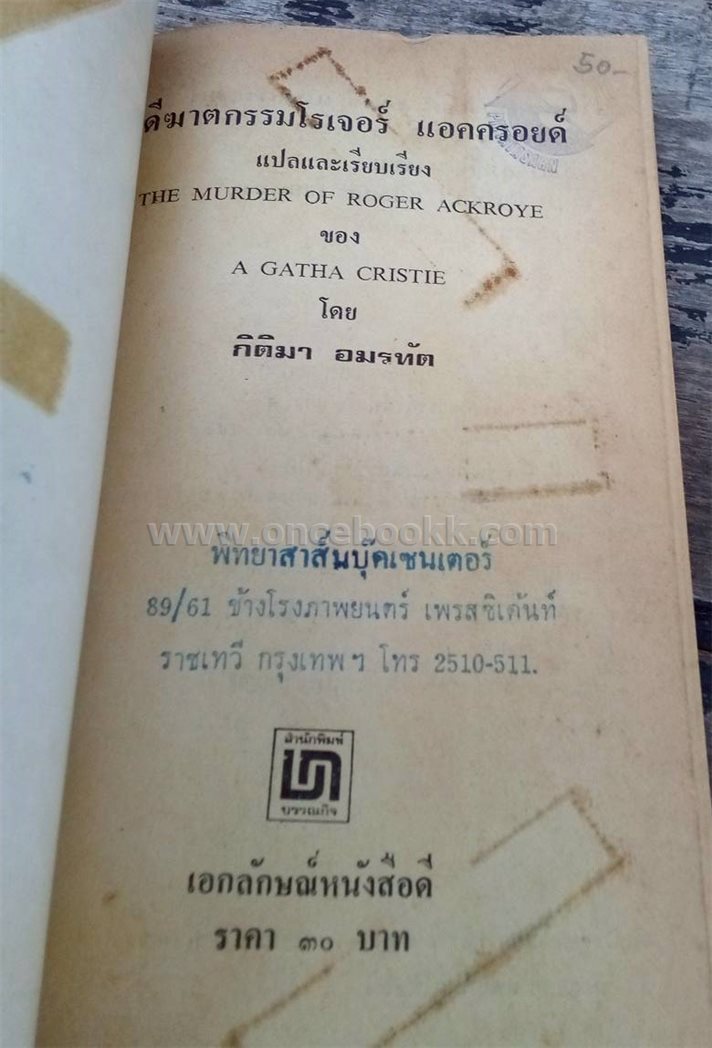 50-
ดีฆาตกรรมโรเจอร์ แอคครอยด์
แปลและเรียบเรียง
THE MURDER OF ROGER ACKROYE
ของ
A GATHA CRISTIE
โดย
กิติมา อมรทัต
www.oncebookk.com
พิทยาสาส์นบุ๊คเซนเตอร์
89/61 ข้างโรงภาพยนตร์ เพรสซิเด้นท์
ราชเทวี กรุงเทพฯ โทร 2510-511.
สำนักพิมพ์
บรรณกิจ
เอกลักษณ์หนังสือดี
ราคา ๓๐ บาท